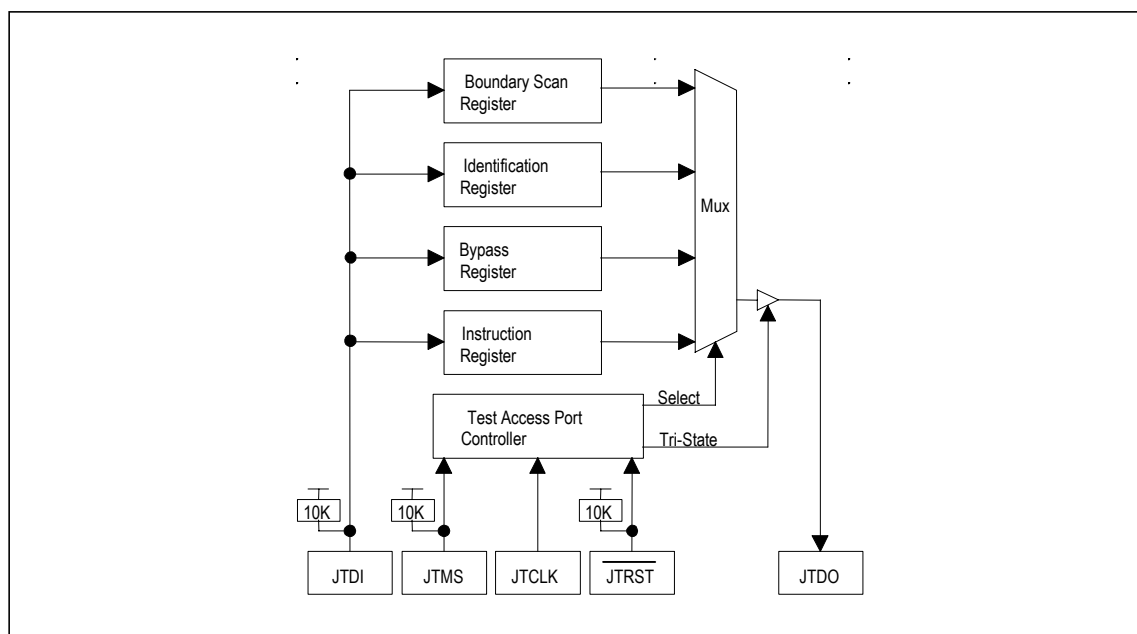 Boundary Scan
Register
Identification
Register
Mux
Bypass
Register
Instruction
Register
Select
Test Access Port
Controller
Tri-State
10K
10K
10K
JTDI
JTMS
JTCLK
JTRST
JTDO